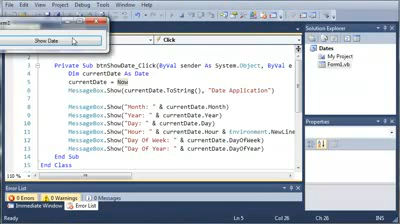 File Edit View Project Debug Data Tools Test Window Help
Form1
Show Date
Click
Private Sub btnShowDate_Click(ByVal sender As System.Object, ByVal e
Dim currentDate As Date
currentDate = Now
MessageBox.Show(currentDate.ToString(), "Date Application")
MessageBox.Show("Month: " & currentDate.Month)
MessageBox.Show("Year: " & currentDate.Year)
MessageBox.Show("Day: " & currentDate.Day)
MessageBox.Show("Hour: " & currentDate.Hour & Environment.NewLine
MessageBox.Show("Day Of Week: " & currentDate.DayOfWeek)
MessageBox.Show("Day Of Year: " & currentDate.DayOfYear)
End Sub
End Class
110 %
Solution Explorer
Dates
My Project
Form1.vb
Properties
Error List
0 Errors
0 Warnings
0 Messages
Immediate Window
Error List
Ready
Ln 5
Col 26
Ch 26
INS